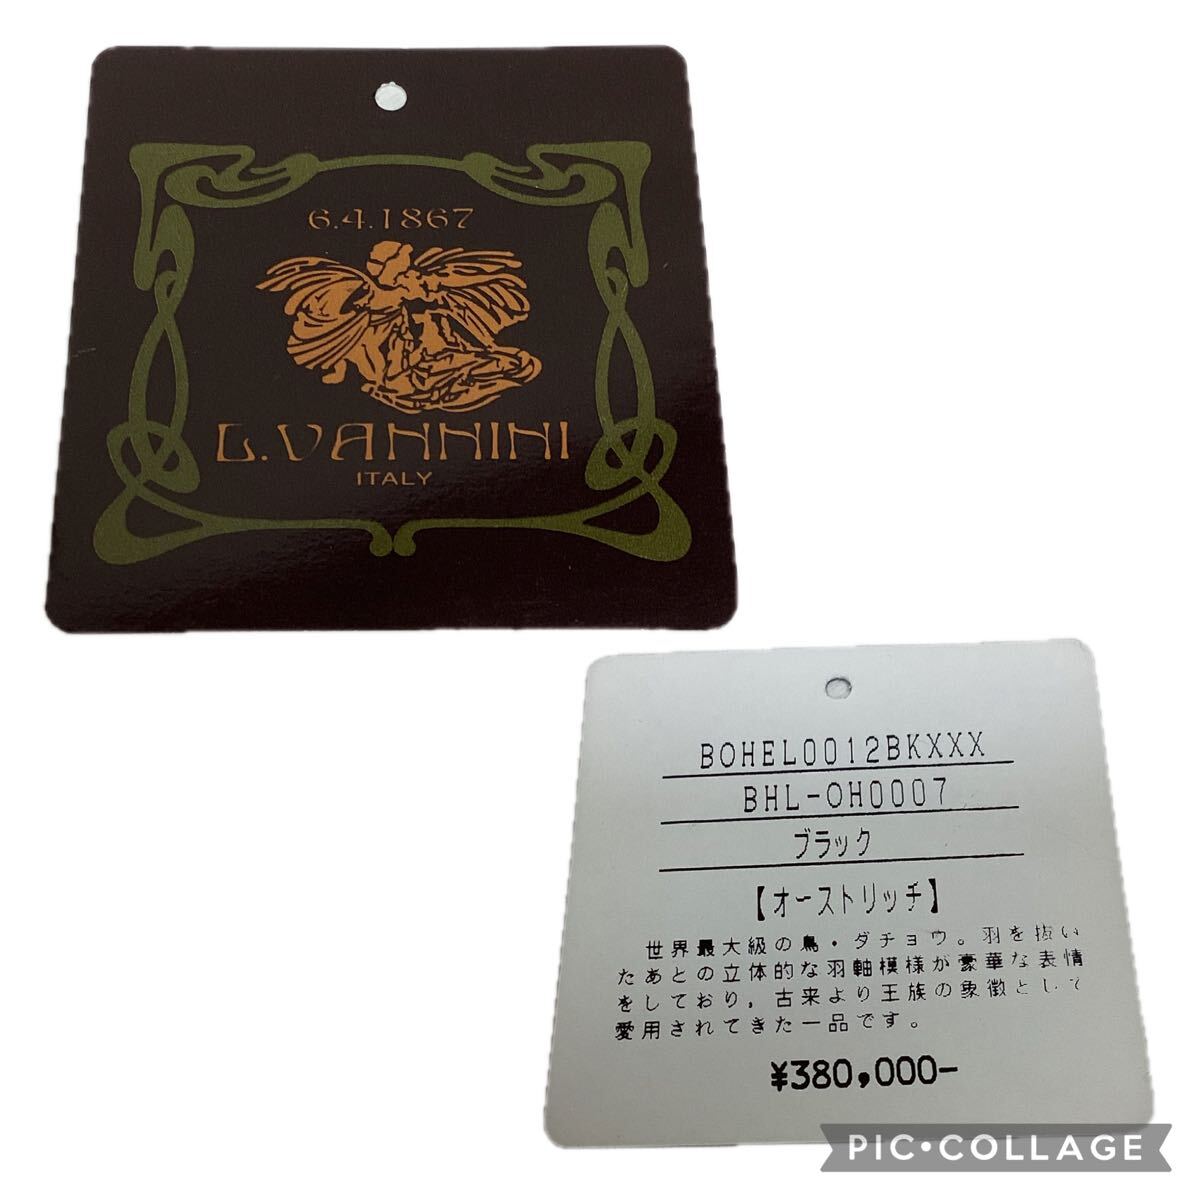 6.4.1867
L.VANNINI
ITALY
BOHEL0012BKXXX
BHL-OH0007
ブラック
【オーストリッチ】
世界最大級の鳥・ダチョウ。羽を抜い
たあとの立体的な羽軸模様が豪華な表情
をしており，古来より王族の象徴として
愛用されてきた一品です。
¥380,000-
PIC•COLLAGE